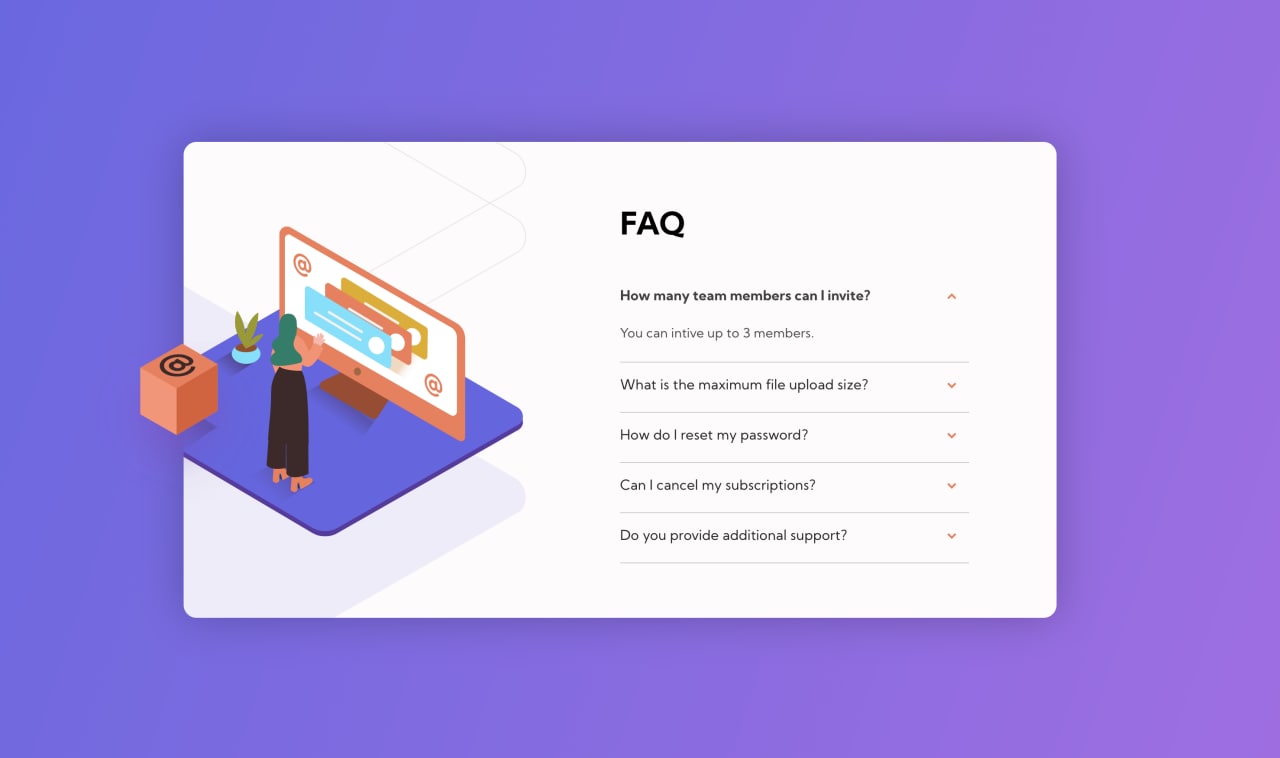 FAQ
How many team members can I invite?
You can intive up to 3 members.
What is the maximum file upload size?
How do I reset my password?
Can I cancel my subscriptions?
Do you provide additional support?
@
@
@